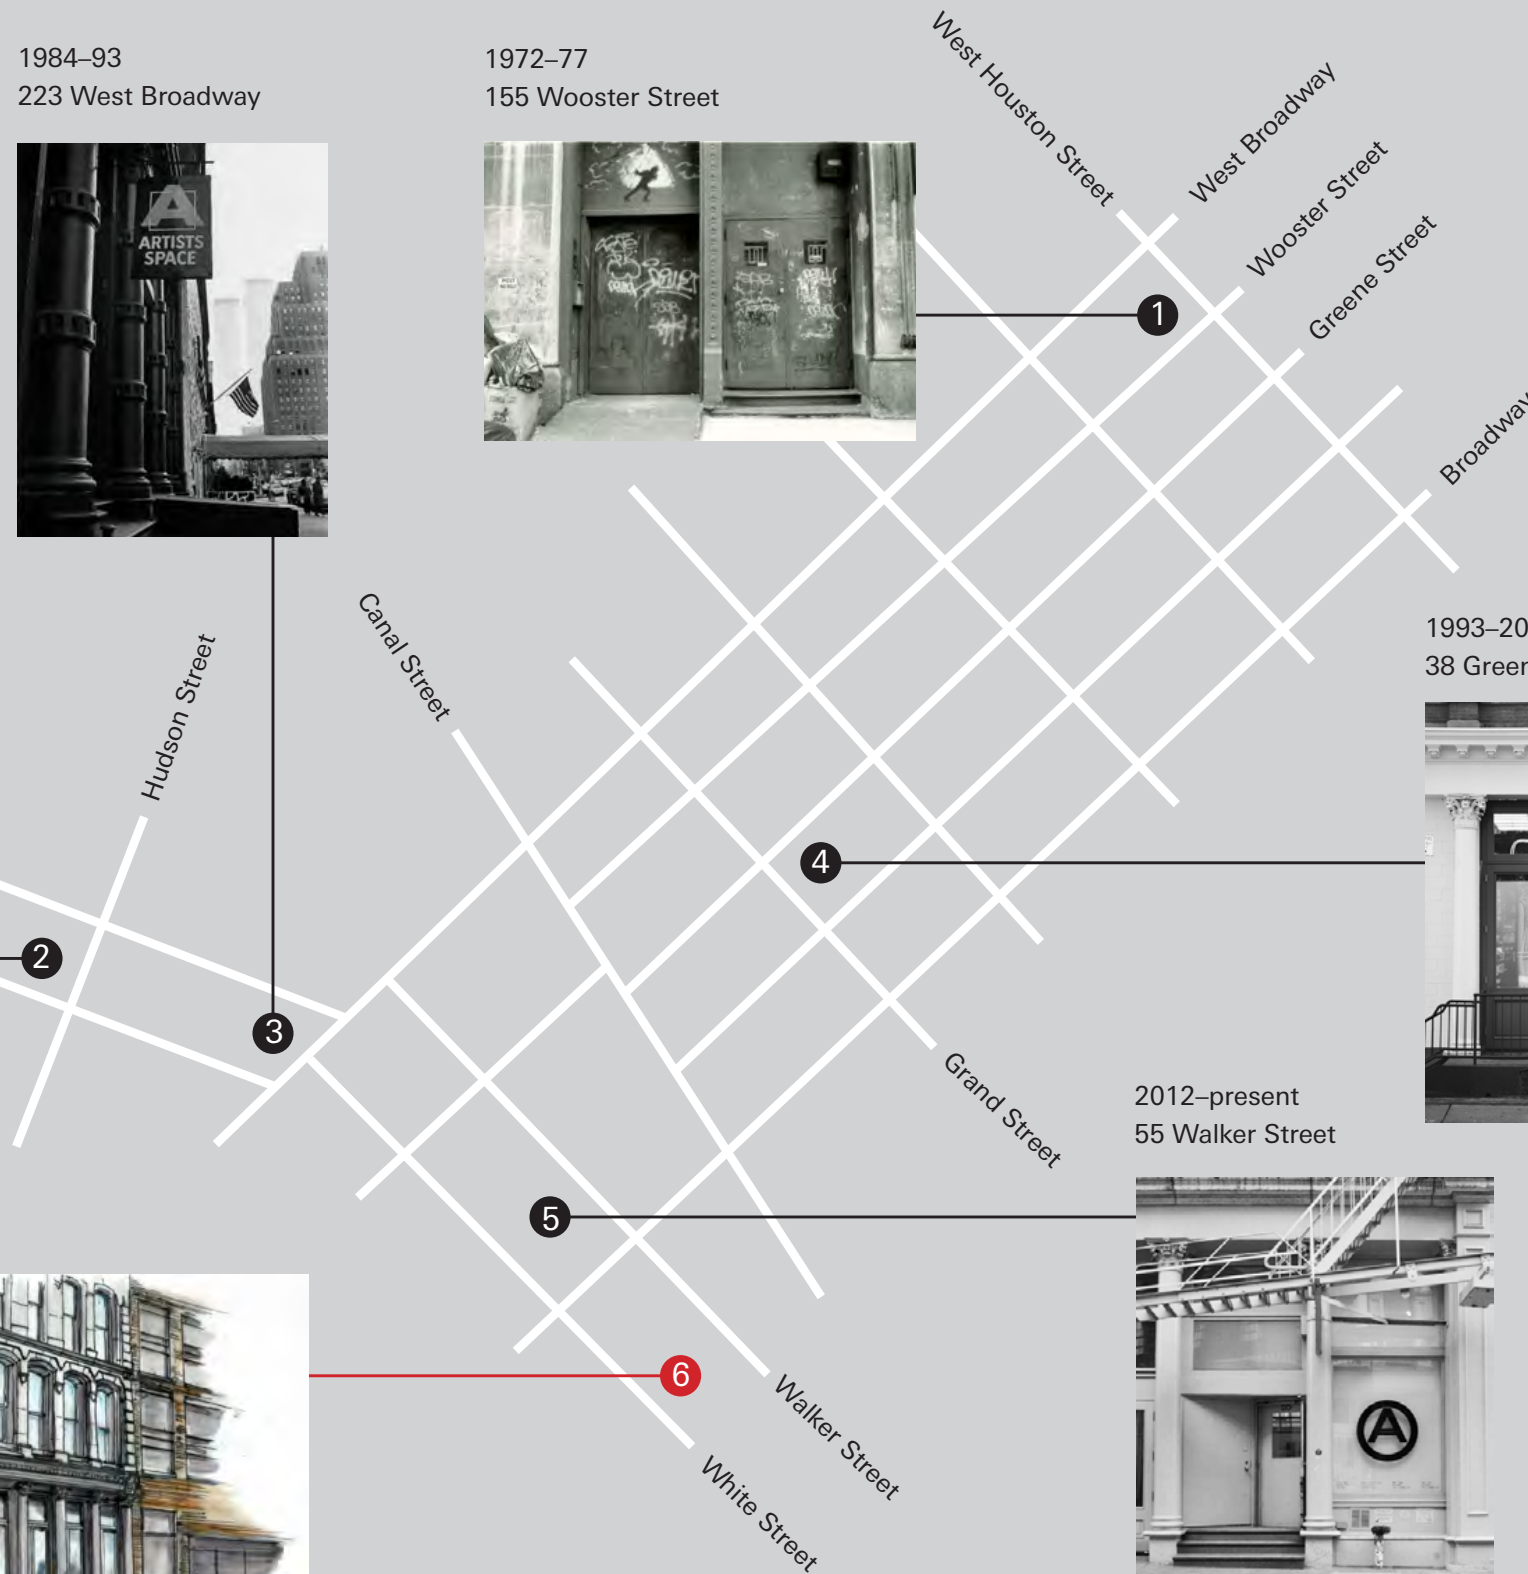 1984–93
223 West Broadway
ARTISTS
SPACE
1972–77
155 Wooster Street
West Houston Street
West Broadway
Wooster Street
Greene Street
Broadway
1
1993–20
38 Green
Canal Street
Hudson Street
4
2
3
Grand Street
2012–present
55 Walker Street
5
6
Walker Street
White Street
A